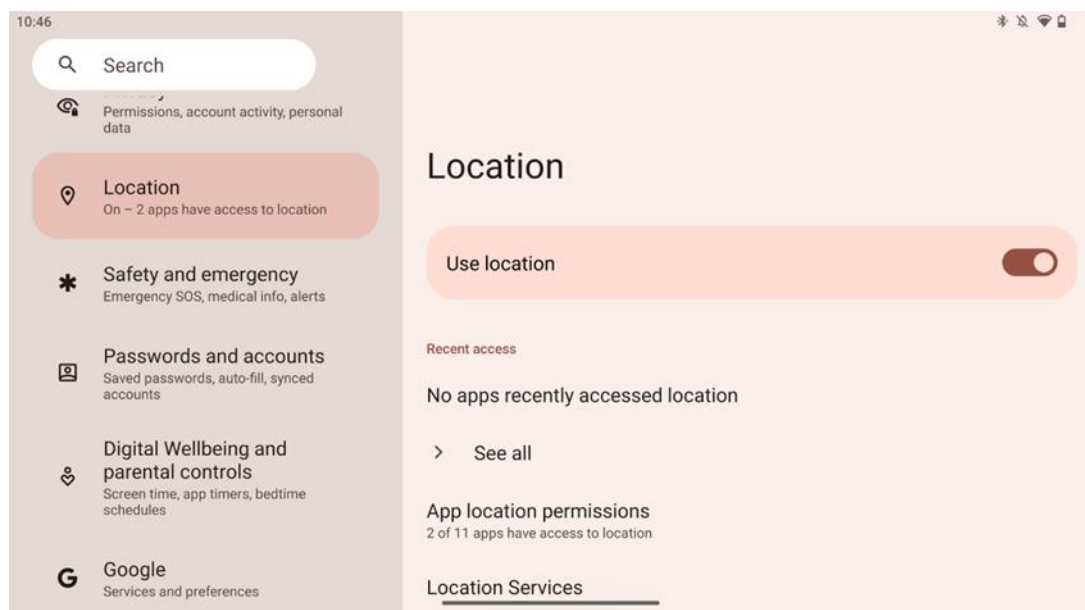 10:46
Search
Permissions, account activity, personal
data
Location
On – 2 apps have access to location
Safety and emergency
Emergency SOS, medical info, alerts
Passwords and accounts
Saved passwords, auto-fill, synced
accounts
Digital Wellbeing and
parental controls
Screen time, app timers, bedtime
schedules
Google
Services and preferences
Location
Use location
Recent access
No apps recently accessed location
See all
App location permissions
2 of 11 apps have access to location
Location Services